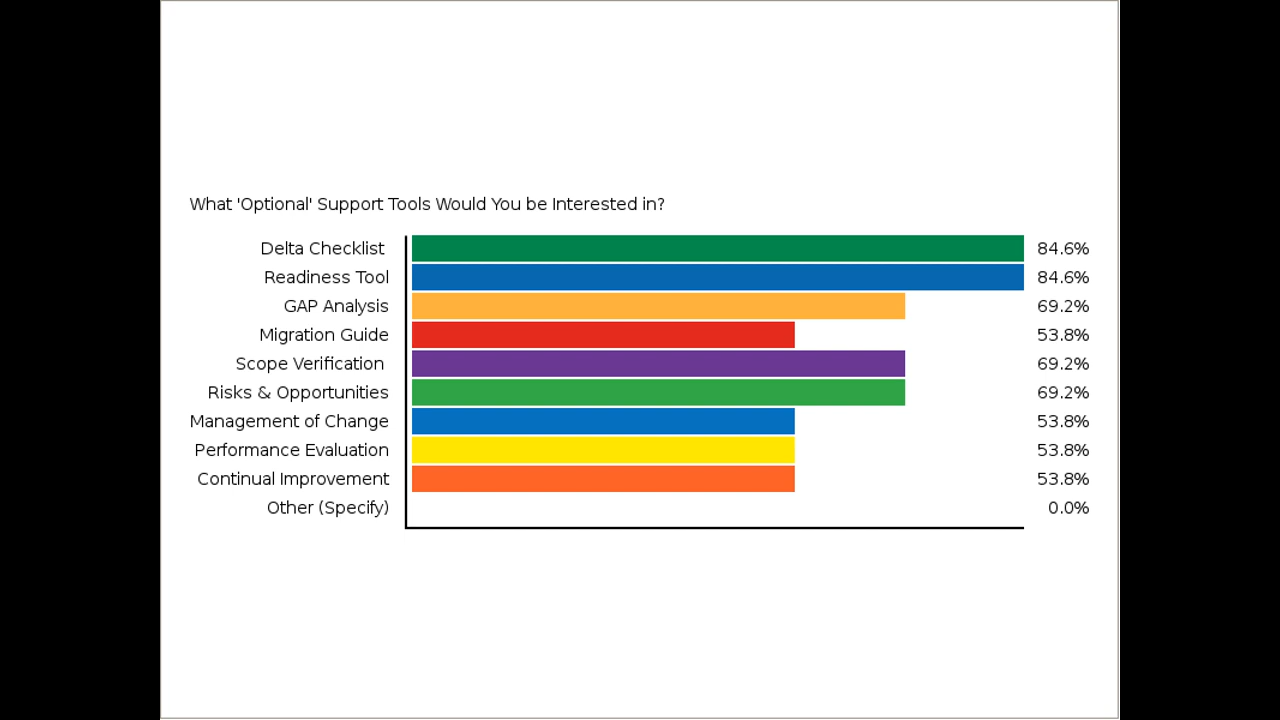 What 'Optional' Support Tools Would You be Interested in?
Delta Checklist 84.6%
Readiness Tool 84.6%
GAP Analysis 69.2%
Migration Guide 53.8%
Scope Verification 69.2%
Risks & Opportunities 69.2%
Management of Change 53.8%
Performance Evaluation 53.8%
Continual Improvement 53.8%
Other (Specify) 0.0%